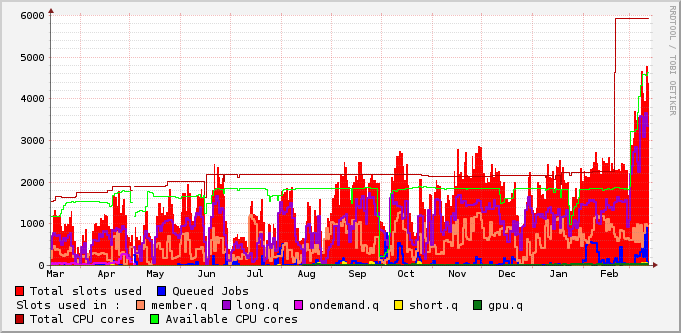 6000
5000
4000
3000
2000
1000
0
Mar Apr May Jun Jul Aug Sep Oct Nov Dec Jan Feb
Total slots used Queued Jobs
Slots used in : member.q long.q ondemand.q short.q gpu.q
Total CPU cores Available CPU cores
RRDTOOL / TOBI OETIKER